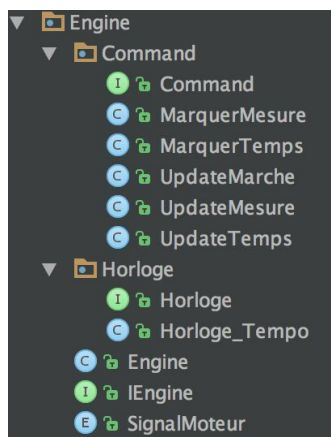 Engine
Command
I Command
C MarquerMesure
C MarquerTemps
C UpdateMarche
C UpdateMesure
C UpdateTemps
Horloge
I Horloge
C Horloge_Tempo
C Engine
I IEngine
E SignalMoteur